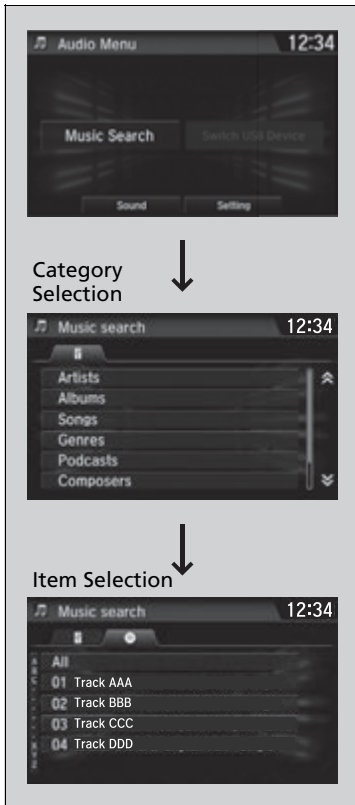 Audio Menu 12:34
Music Search Switch USB Device
Sound Setting
Category
Selection
Music search 12:34
Artists
Albums
Songs
Genres
Podcasts
Composers
Item Selection
Music search 12:34
All
01 Track AAA
02 Track BBB
03 Track CCC
04 Track DDD